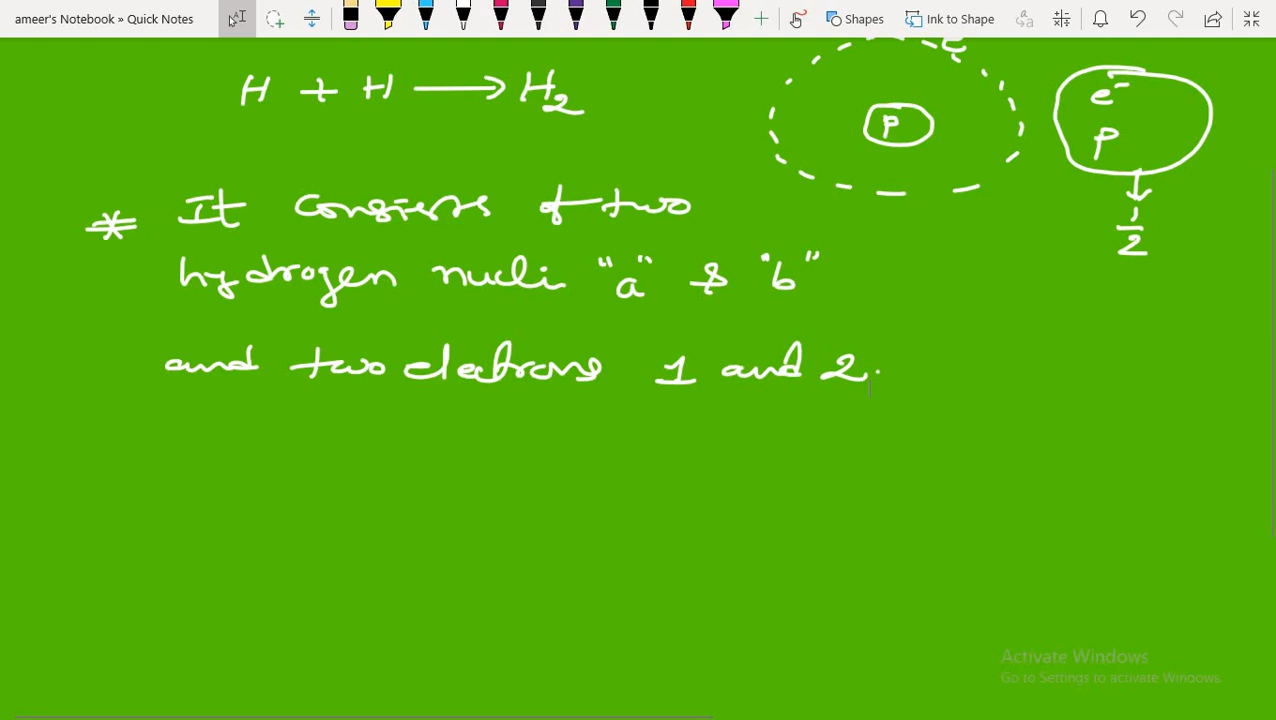 ameer's Notebook » Quick Notes
Shapes
Ink to Shape
H + H ⟶ H₂
P
e⁻
P
1/2
* It consists of two
hydrogen nucli "a" & "b"
and two electrons 1 and 2.
Activate Windows
Go to Settings to activate Windows.